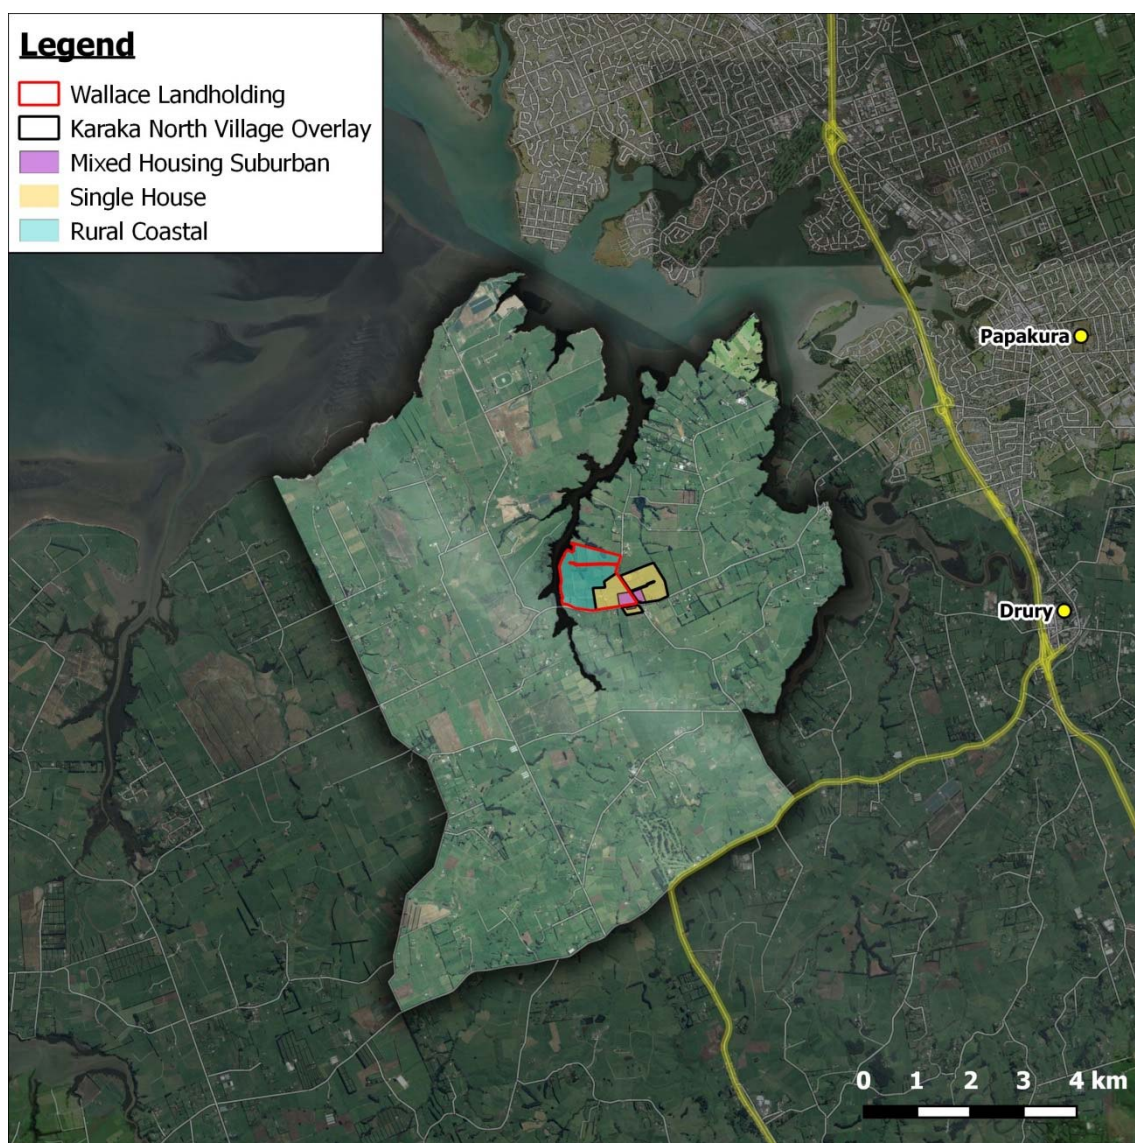 Legend
Wallace Landholding
Karaka North Village Overlay
Mixed Housing Suburban
Single House
Rural Coastal
Papakura
Drury
0 1 2 3 4 km